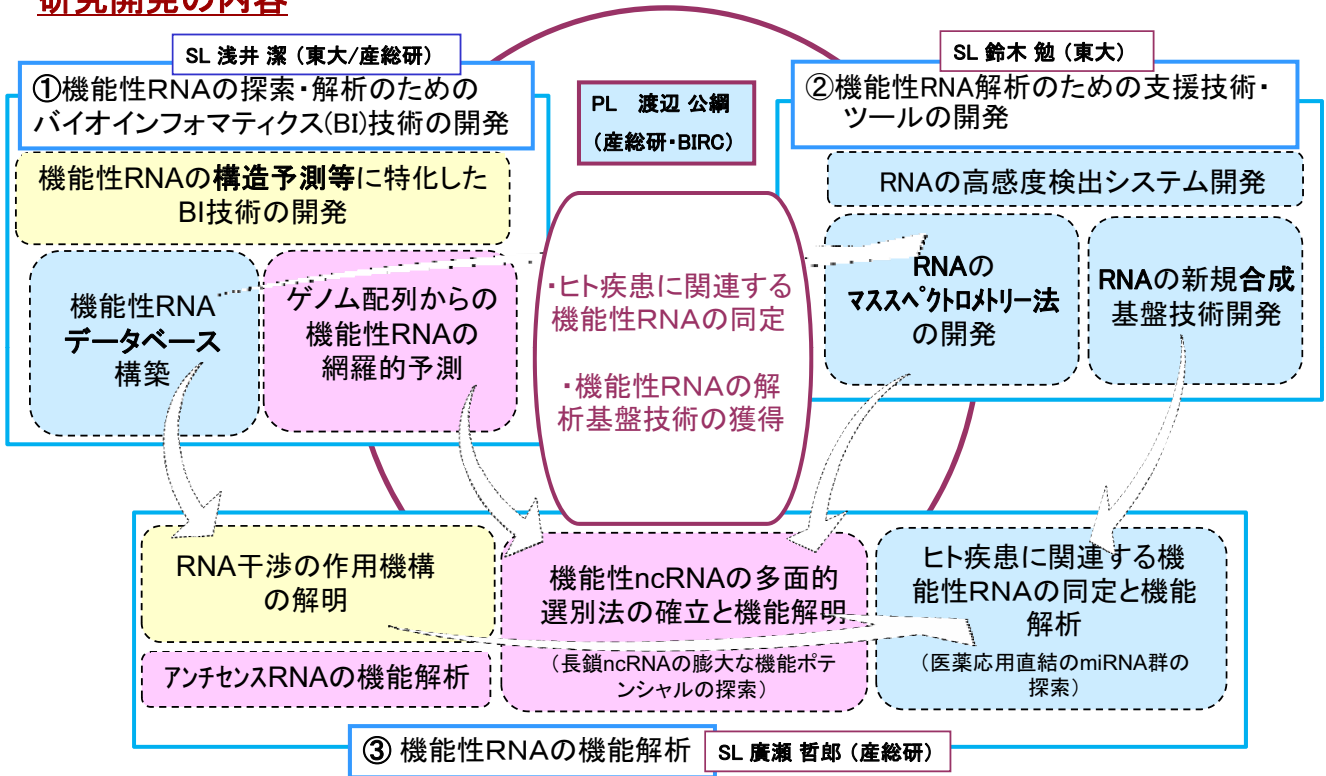 研究開発の内容
SL 浅井 潔 （東大/産総研）
①機能性RNAの探索・解析のための
バイオインフォマティクス(BI)技術の開発
機能性RNAの構造予測等に特化した
BI技術の開発
機能性RNA
データベース
構築
ゲノム配列からの
機能性RNAの
網羅的予測
PL 渡辺 公綱
（産総研・BIRC）
・ヒト疾患に関連する
機能性RNAの同定
・機能性RNAの解
析基盤技術の獲得
SL 鈴木 勉 （東大）
②機能性RNA解析のための支援技術・
ツールの開発
RNAの高感度検出システム開発
RNAの
マススペクトロメトリー法
の開発
RNAの新規合成
基盤技術開発
RNA干渉の作用機構
の解明
アンチセンスRNAの機能解析
機能性ncRNAの多面的
選別法の確立と機能解明
（長鎖ncRNAの膨大な機能ポテ
ンシャルの探索）
ヒト疾患に関連する機
能性RNAの同定と機能
解析
（医薬応用直結のmiRNA群の
探索）
③ 機能性RNAの機能解析
SL 廣瀬 哲郎 （産総研）